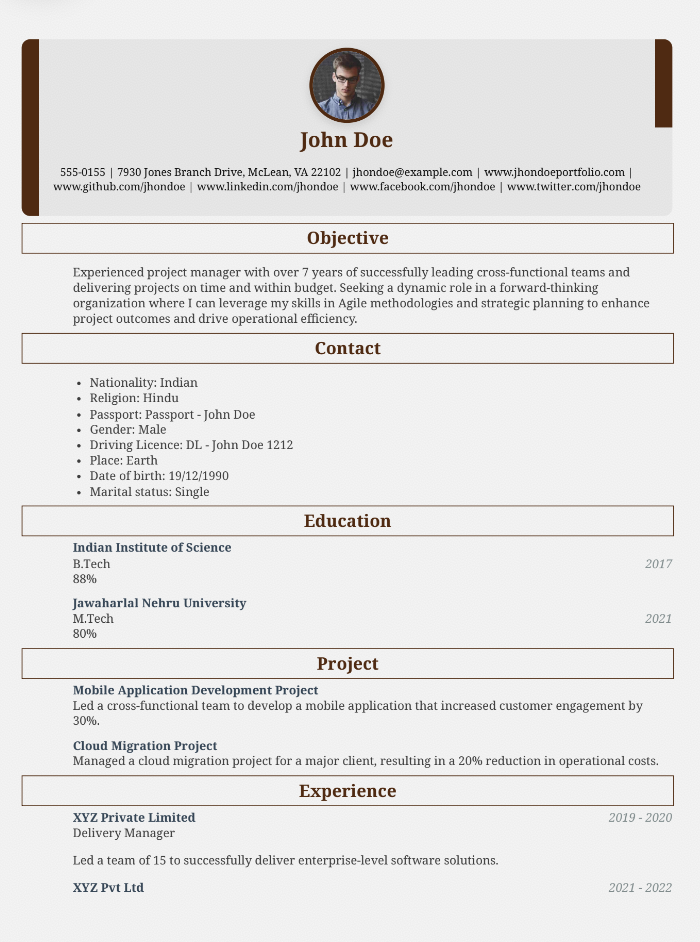 John Doe
555-0155 | 7930 Jones Branch Drive, McLean, VA 22102 | jhondoe@example.com | www.jhondoeportfolio.com |
www.github.com/jhondoe | www.linkedin.com/jhondoe | www.facebook.com/jhondoe | www.twitter.com/jhondoe
Objective
Experienced project manager with over 7 years of successfully leading cross-functional teams and
delivering projects on time and within budget. Seeking a dynamic role in a forward-thinking
organization where I can leverage my skills in Agile methodologies and strategic planning to enhance
project outcomes and drive operational efficiency.
Contact
• Nationality: Indian
• Religion: Hindu
• Passport: Passport - John Doe
• Gender: Male
• Driving Licence: DL - John Doe 1212
• Place: Earth
• Date of birth: 19/12/1990
• Marital status: Single
Education
Indian Institute of Science
B.Tech 2017
88%
Jawaharlal Nehru University
M.Tech 2021
80%
Project
Mobile Application Development Project
Led a cross-functional team to develop a mobile application that increased customer engagement by
30%.
Cloud Migration Project
Managed a cloud migration project for a major client, resulting in a 20% reduction in operational costs.
Experience
XYZ Private Limited 2019 - 2020
Delivery Manager
Led a team of 15 to successfully deliver enterprise-level software solutions.
XYZ Pvt Ltd 2021 - 2022